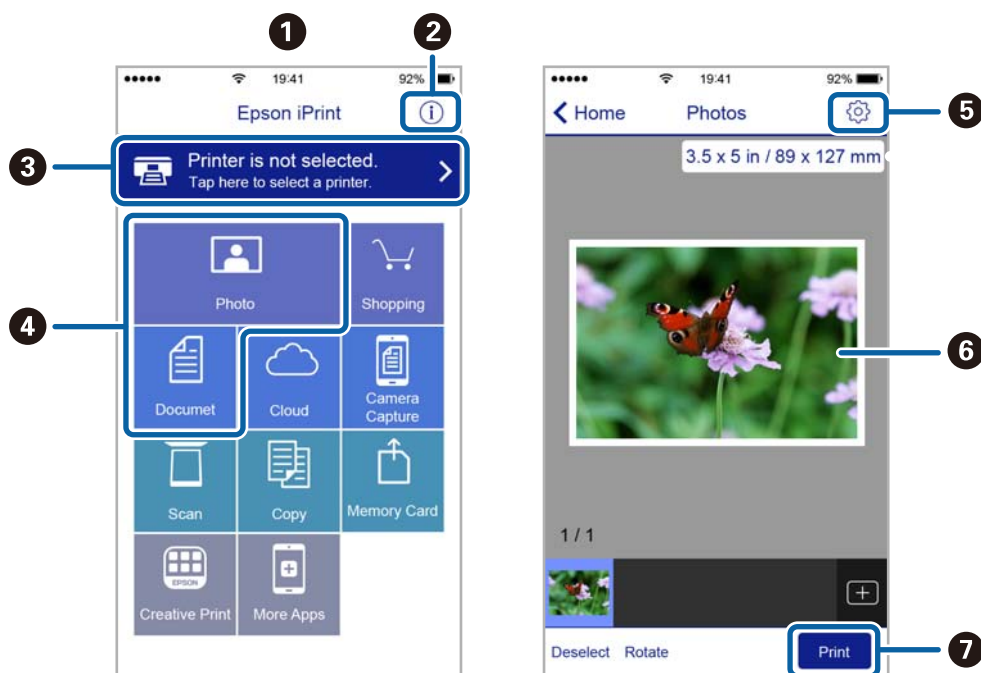 1
2
19:41
92%
Epson iPrint
i
3
Printer is not selected.
Tap here to select a printer.
4
Photo
Shopping
Documet
Cloud
Camera
Capture
Scan
Copy
Memory Card
EPSON
Creative Print
More Apps
19:41
92%
Home
Photos
5
3.5 x 5 in / 89 x 127 mm
6
1 / 1
Deselect
Rotate
Print
7